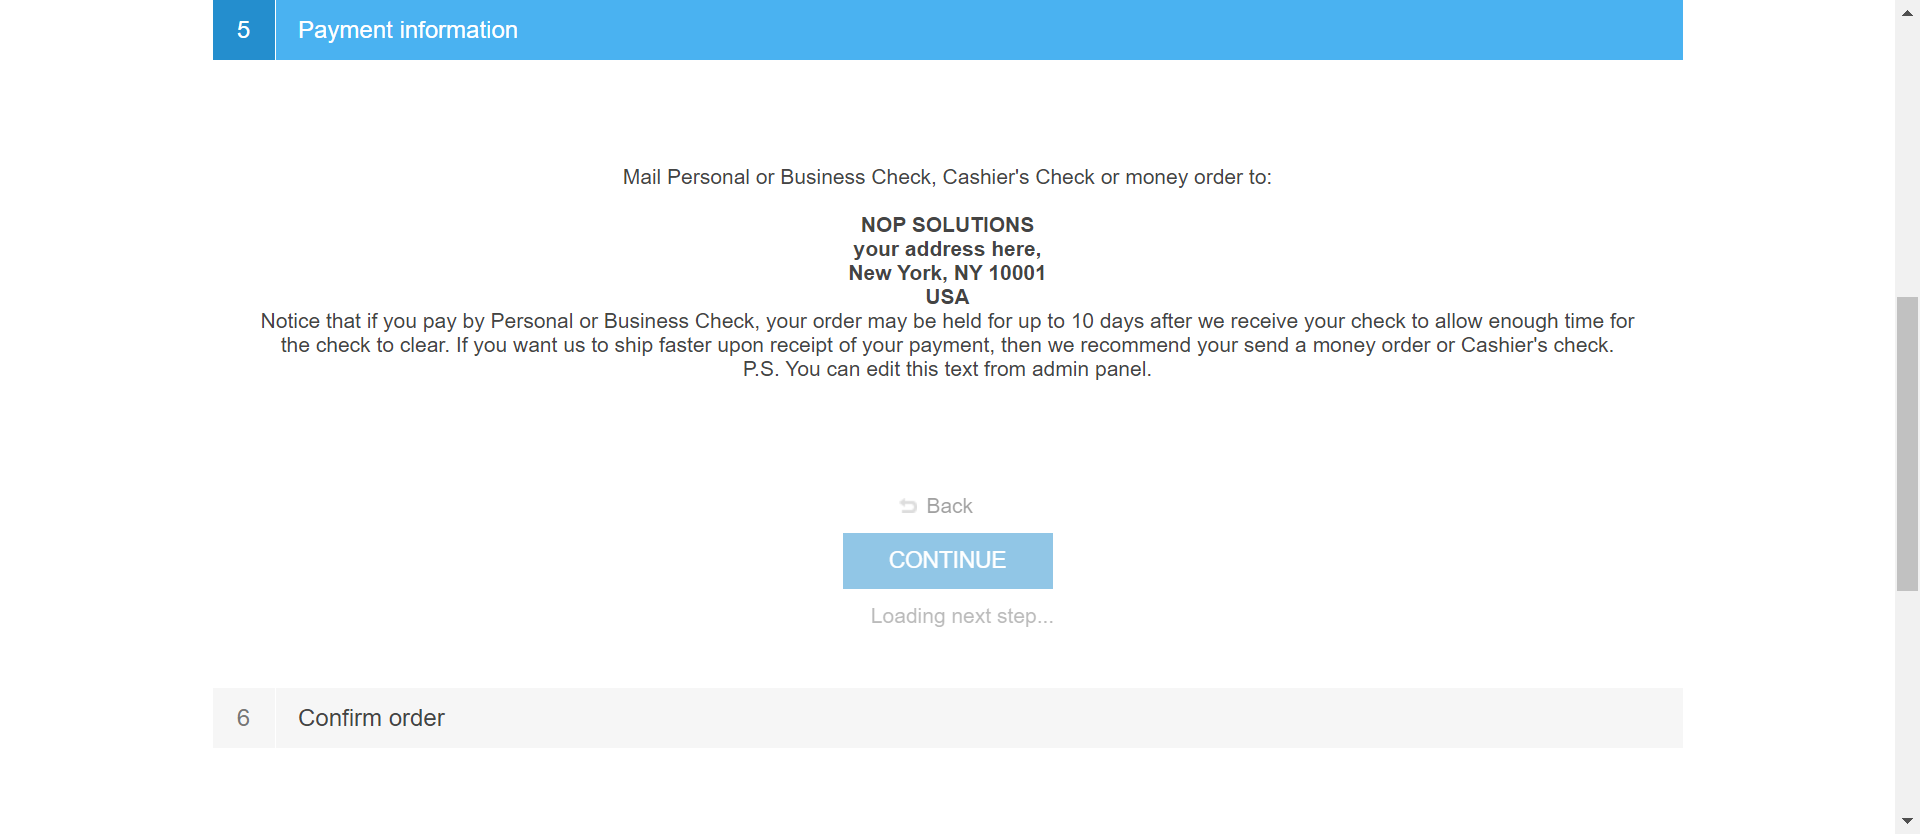 5 Payment information
Mail Personal or Business Check, Cashier's Check or money order to:
NOP SOLUTIONS
your address here,
New York, NY 10001
USA
Notice that if you pay by Personal or Business Check, your order may be held for up to 10 days after we receive your check to allow enough time for
the check to clear. If you want us to ship faster upon receipt of your payment, then we recommend your send a money order or Cashier's check.
P.S. You can edit this text from admin panel.
Back
CONTINUE
Loading next step...
6 Confirm order